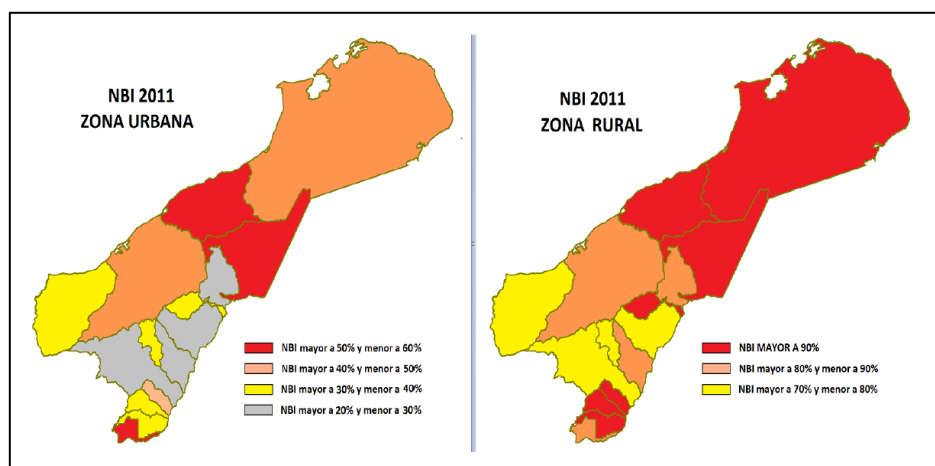 NBI 2011
ZONA URBANA
NBI mayor a 50% y menor a 60%
NBI mayor a 40% y menor a 50%
NBI mayor a 30% y menor a 40%
NBI mayor a 20% y menor a 30%
NBI 2011
ZONA RURAL
NBI MAYOR A 90%
NBI mayor a 80% y menor a 90%
NBI mayor a 70% y menor a 80%